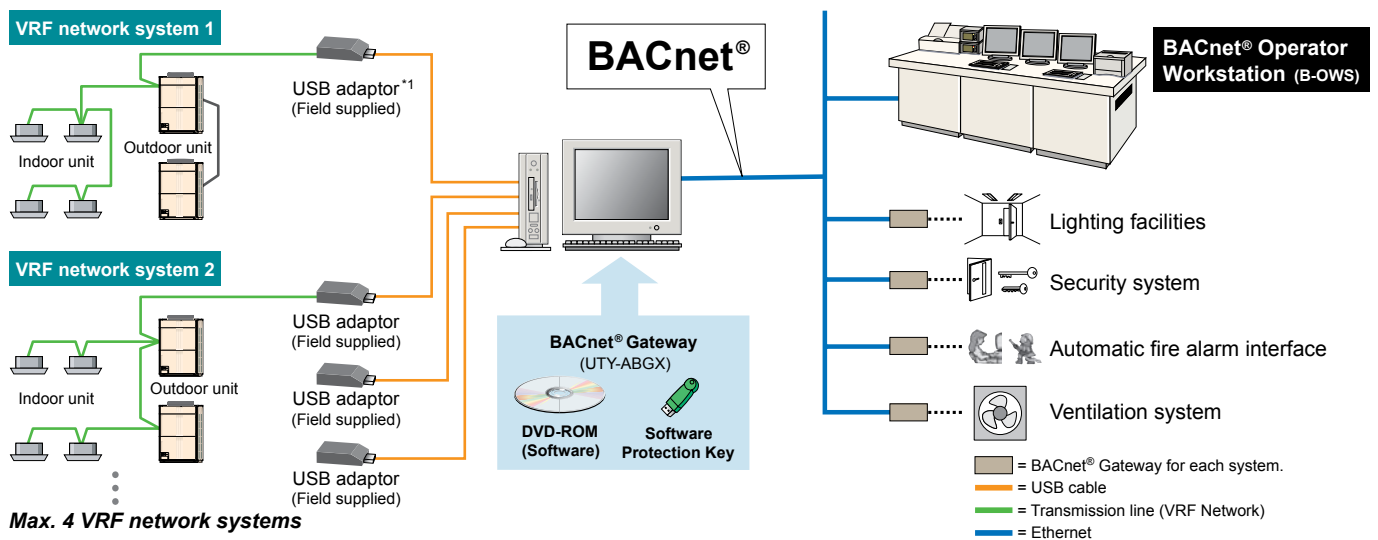 VRF network system 1
USB adaptor*1
(Field supplied)
Indoor unit
Outdoor unit
VRF network system 2
USB adaptor
(Field supplied)
Indoor unit
Outdoor unit
USB adaptor
(Field supplied)
USB adaptor
(Field supplied)
Max. 4 VRF network systems
BACnet®
BACnet® Gateway
(UTY-ABGX)
DVD-ROM
(Software)
Software
Protection Key
BACnet® Operator
Workstation (B-OWS)
Lighting facilities
Security system
Automatic fire alarm interface
Ventilation system
= BACnet® Gateway for each system.
= USB cable
= Transmission line (VRF Network)
= Ethernet